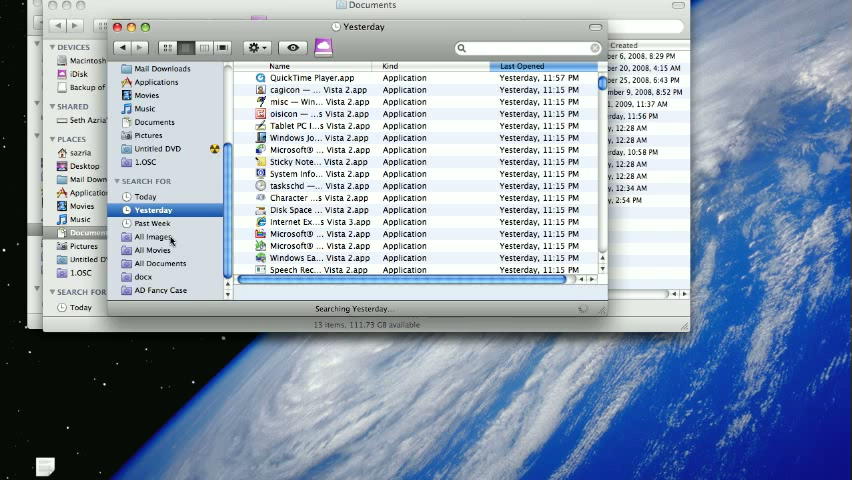 Documents
Yesterday
DEVICES
Macintosh
iDisk
Backup of
SHARED
Seth Azria'
PLACES
sazria
Desktop
Mail Down
Applicatio
Movies
Music
Document
Pictures
Untitled D
1.OSC
SEARCH FOR
Today
Mail Downloads
Applications
Movies
Music
Documents
Pictures
Untitled DVD
1.OSC
SEARCH FOR
Today
Yesterday
Past Week
All Images
All Movies
All Documents
docx
AD Fancy Case
Name Kind Last Opened
QuickTime Player.app Application Yesterday, 11:57 PM
cagicon — ... Vista 2.app Application Yesterday, 11:15 PM
misc — Win... Vista 2.app Application Yesterday, 11:15 PM
oisicon — ... Vista 2.app Application Yesterday, 11:15 PM
Tablet PC I...s Vista 2.app Application Yesterday, 11:15 PM
Windows Jo... Vista 2.app Application Yesterday, 11:15 PM
Microsoft® ... Vista 2.app Application Yesterday, 11:15 PM
Sticky Note... Vista 2.app Application Yesterday, 11:15 PM
System Info... Vista 2.app Application Yesterday, 11:15 PM
taskschd —... Vista 2.app Application Yesterday, 11:15 PM
Character ...s Vista 2.app Application Yesterday, 11:15 PM
Disk Space ... Vista 2.app Application Yesterday, 11:15 PM
Internet Ex...s Vista 3.app Application Yesterday, 11:15 PM
Microsoft® ... Vista 2.app Application Yesterday, 11:15 PM
Microsoft® ... Vista 2.app Application Yesterday, 11:15 PM
Windows Ea... Vista 2.app Application Yesterday, 11:15 PM
Speech Rec... Vista 2.app Application Yesterday, 11:15 PM
Searching Yesterday...
Created
ber 6, 2008, 8:29 PM
ber 20, 2008, 4:15 AM
ber 25, 2008, 6:43 PM
mber 9, 2008, 8:52 PM
1, 2009, 11:37 AM
rday, 11:56 PM
y, 12:28 AM
y, 12:28 AM
rday, 10:58 PM
y, 12:28 AM
y, 12:28 AM
y, 12:34 AM
y, 2:54 PM
13 items, 111.73 GB available